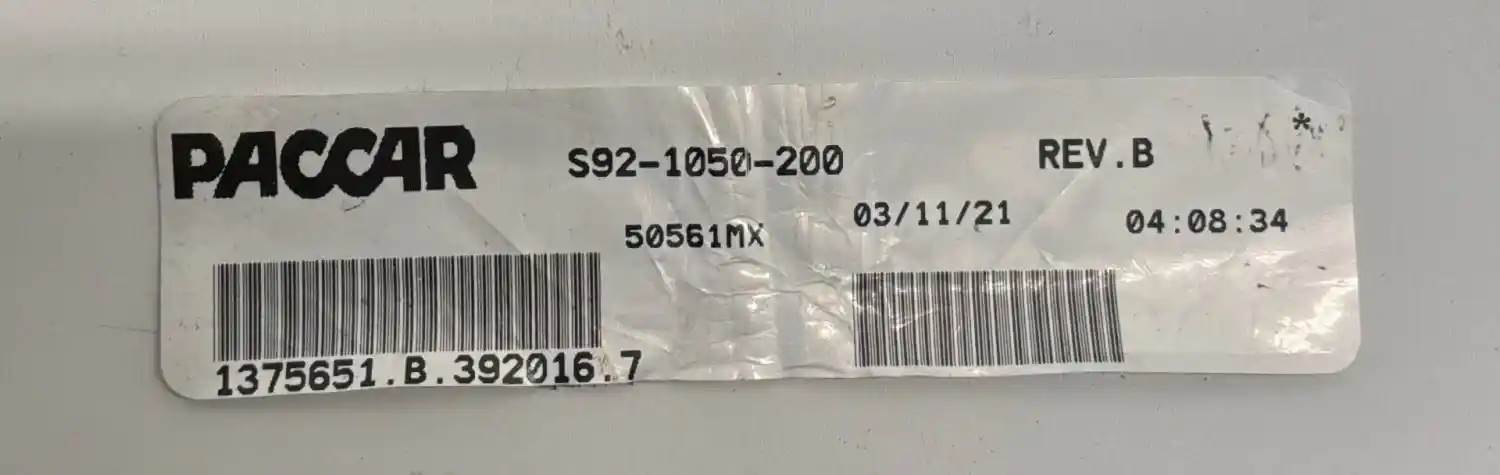 PACCAR S92-1050-200 REV.B *
50561MX 03/11/21 04:08:34
1375651.B.392016.7